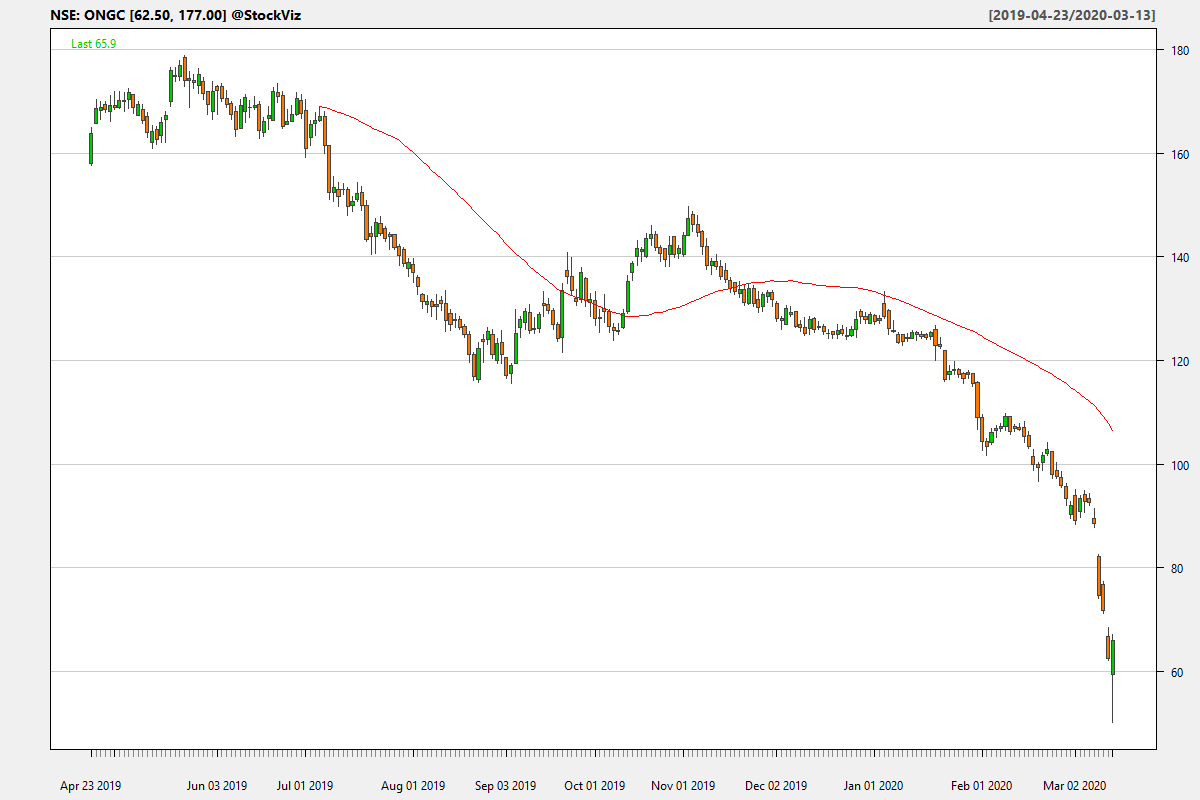 NSE: ONGC [62.50, 177.00] @StockViz
[2019-04-23/2020-03-13]
Last 65.9
180
160
140
120
100
80
60
Apr 23 2019
Jun 03 2019
Jul 01 2019
Aug 01 2019
Sep 03 2019
Oct 01 2019
Nov 01 2019
Dec 02 2019
Jan 01 2020
Feb 01 2020
Mar 02 2020